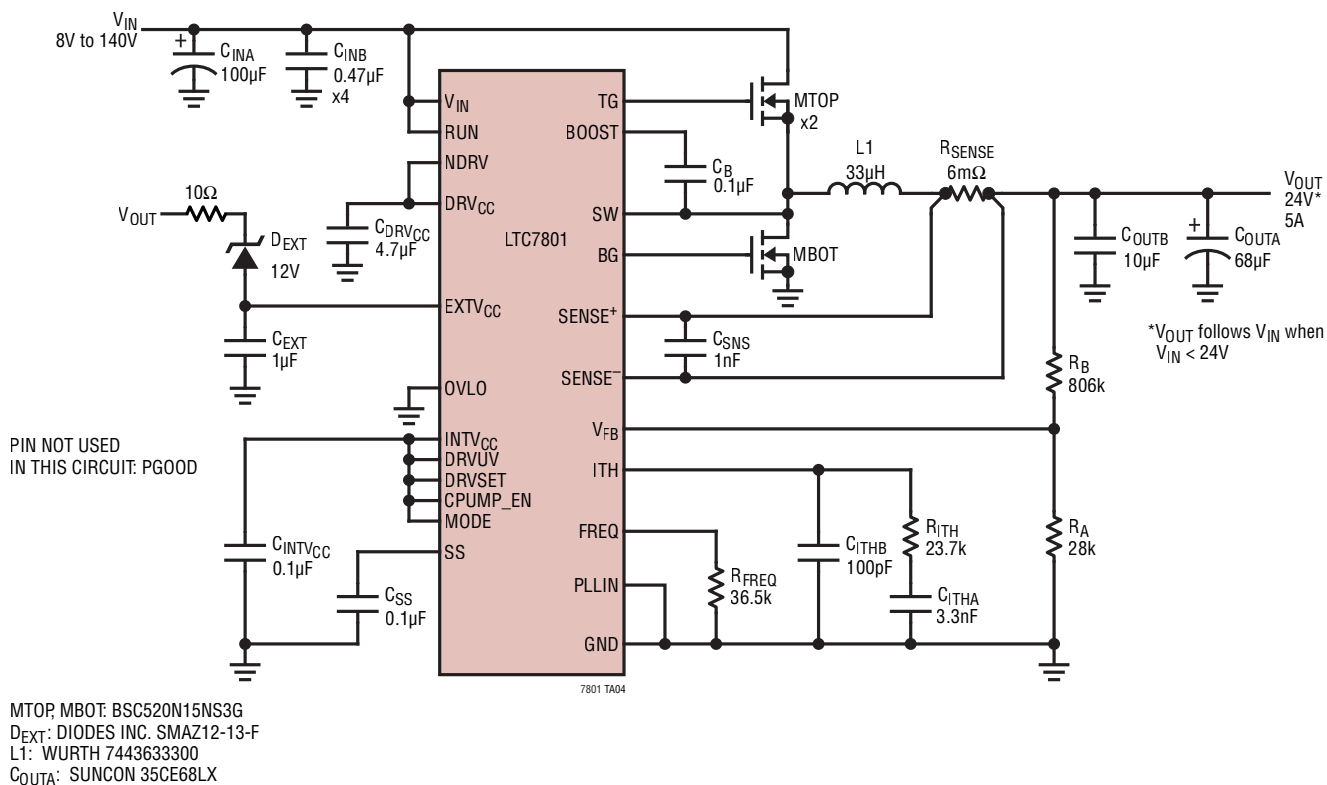 VIN
8V to 140V
CINA
100µF
CINB
0.47µF
x4
VIN
RUN
NDRV
DRVCC
EXTVCC
OVLO
INTVCC
DRVUV
DRVSET
CPUMP_EN
MODE
SS
LTC7801
TG
BOOST
SW
BG
SENSE+
SENSE–
VFB
ITH
FREQ
PLLIN
GND
MTOP
x2
CB
0.1µF
MBOT
L1
33µH
RSENSE
6mΩ
VOUT
24V*
5A
COUTB
10µF
COUTA
68µF
*VOUT follows VIN when
VIN < 24V
VOUT
10Ω
DEXT
12V
CDRVCC
4.7µF
CEXT
1µF
CSNS
1nF
RB
806k
PIN NOT USED
IN THIS CIRCUIT: PGOOD
CINTVCC
0.1µF
CSS
0.1µF
RFREQ
36.5k
CITHB
100pF
RITH
23.7k
CITHA
3.3nF
RA
28k
7801 TA04
MTOP, MBOT: BSC520N15NS3G
DEXT: DIODES INC. SMAZ12-13-F
L1: WURTH 7443633300
COUTA: SUNCON 35CE68LX